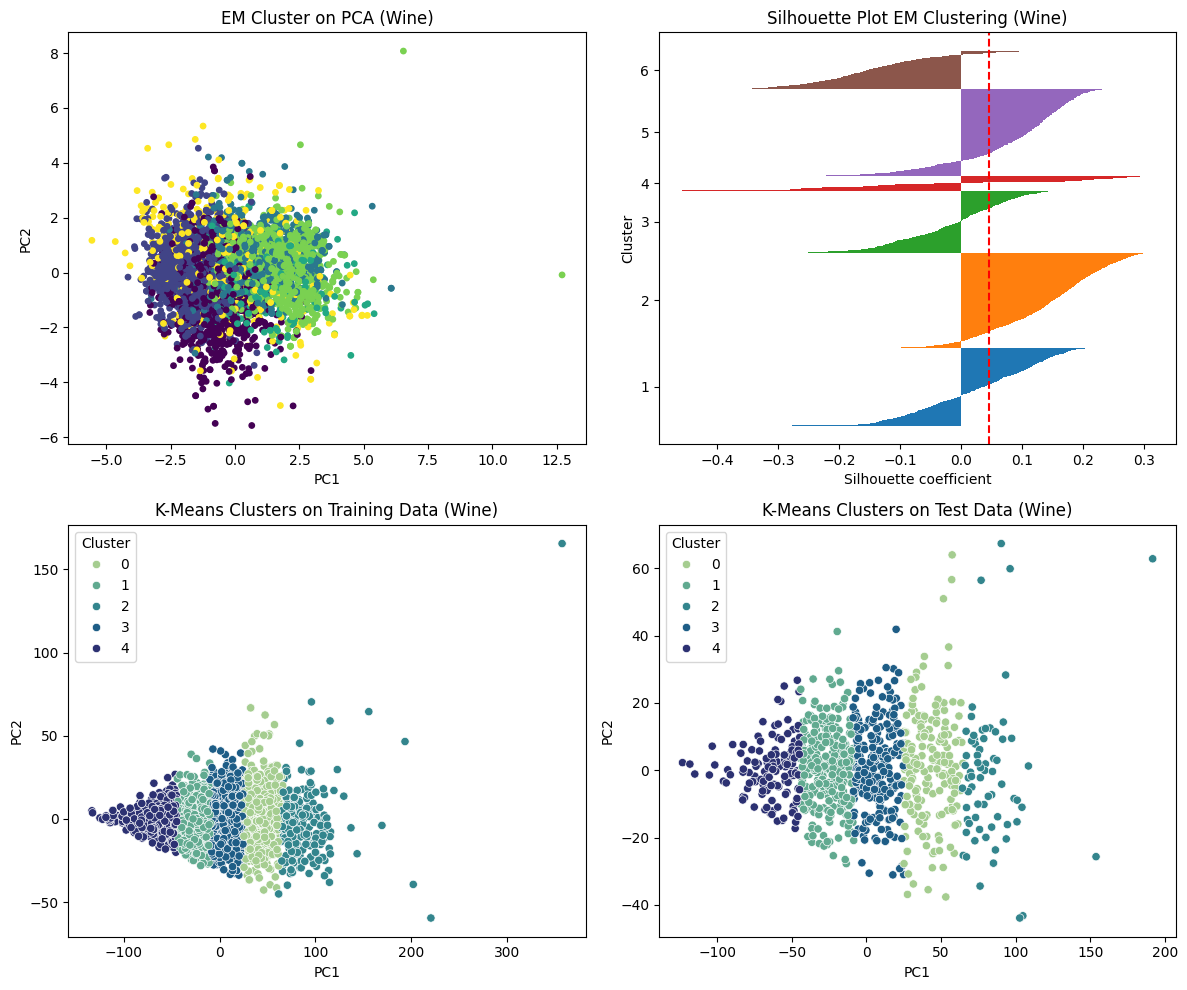 EM Cluster on PCA (Wine)
PC2
8
6
4
2
0
−2
−4
−6
−5.0 −2.5 0.0 2.5 5.0 7.5 10.0 12.5
PC1
Silhouette Plot EM Clustering (Wine)
Cluster
6
5
4
3
2
1
−0.4 −0.3 −0.2 −0.1 0.0 0.1 0.2 0.3
Silhouette coefficient
K-Means Clusters on Training Data (Wine)
Cluster
0
1
2
3
4
PC2
150
100
50
0
−50
−100 0 100 200 300
PC1
K-Means Clusters on Test Data (Wine)
Cluster
0
1
2
3
4
PC2
60
40
20
0
−20
−40
−100 −50 0 50 100 150 200
PC1